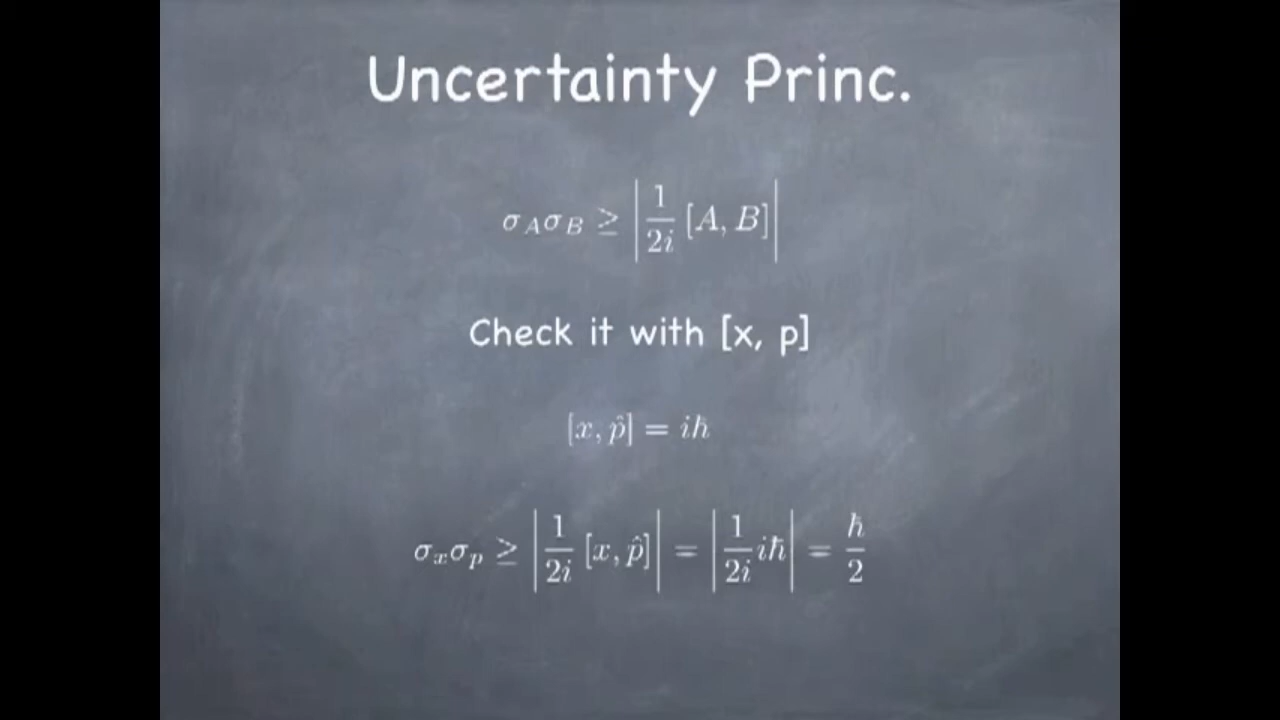 Uncertainty Princ.
σ_A σ_B ≥ |1/2i [A, B]|
Check it with [x, p]
[x, p̂] = iħ
σ_x σ_p ≥ |1/2i [x, p̂]| = |1/2i iħ| = ħ/2